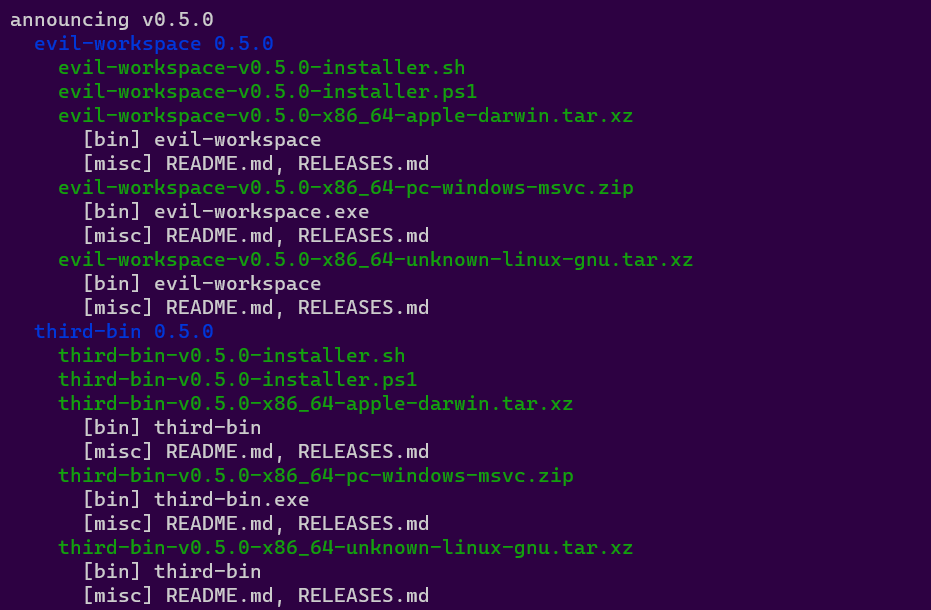 announcing v0.5.0
evil-workspace 0.5.0
evil-workspace-v0.5.0-installer.sh
evil-workspace-v0.5.0-installer.ps1
evil-workspace-v0.5.0-x86_64-apple-darwin.tar.xz
[bin] evil-workspace
[misc] README.md, RELEASES.md
evil-workspace-v0.5.0-x86_64-pc-windows-msvc.zip
[bin] evil-workspace.exe
[misc] README.md, RELEASES.md
evil-workspace-v0.5.0-x86_64-unknown-linux-gnu.tar.xz
[bin] evil-workspace
[misc] README.md, RELEASES.md
third-bin 0.5.0
third-bin-v0.5.0-installer.sh
third-bin-v0.5.0-installer.ps1
third-bin-v0.5.0-x86_64-apple-darwin.tar.xz
[bin] third-bin
[misc] README.md, RELEASES.md
third-bin-v0.5.0-x86_64-pc-windows-msvc.zip
[bin] third-bin.exe
[misc] README.md, RELEASES.md
third-bin-v0.5.0-x86_64-unknown-linux-gnu.tar.xz
[bin] third-bin
[misc] README.md, RELEASES.md